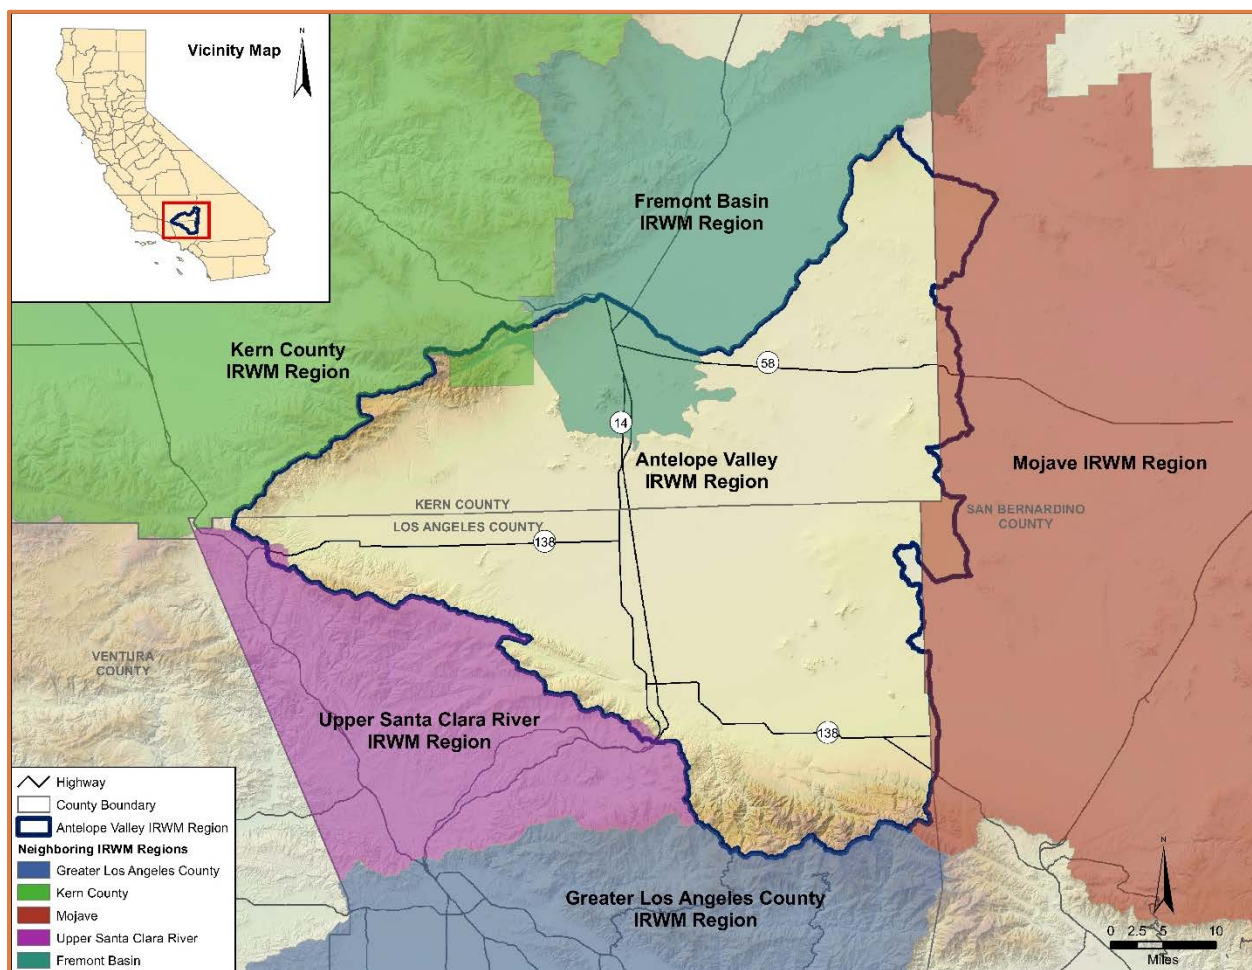 Vicinity Map
N
Fremont Basin
IRWM Region
Kern County
IRWM Region
58
14
Antelope Valley
IRWM Region
Mojave IRWM Region
KERN COUNTY
LOS ANGELES COUNTY
SAN BERNARDINO
COUNTY
138
VENTURA
COUNTY
Upper Santa Clara River
IRWM Region
138
Greater Los Angeles County
IRWM Region
Highway
County Boundary
Antelope Valley IRWM Region
Neighboring IRWM Regions
Greater Los Angeles County
Kern County
Mojave
Upper Santa Clara River
Fremont Basin
N
0 2.5 5 10
Miles